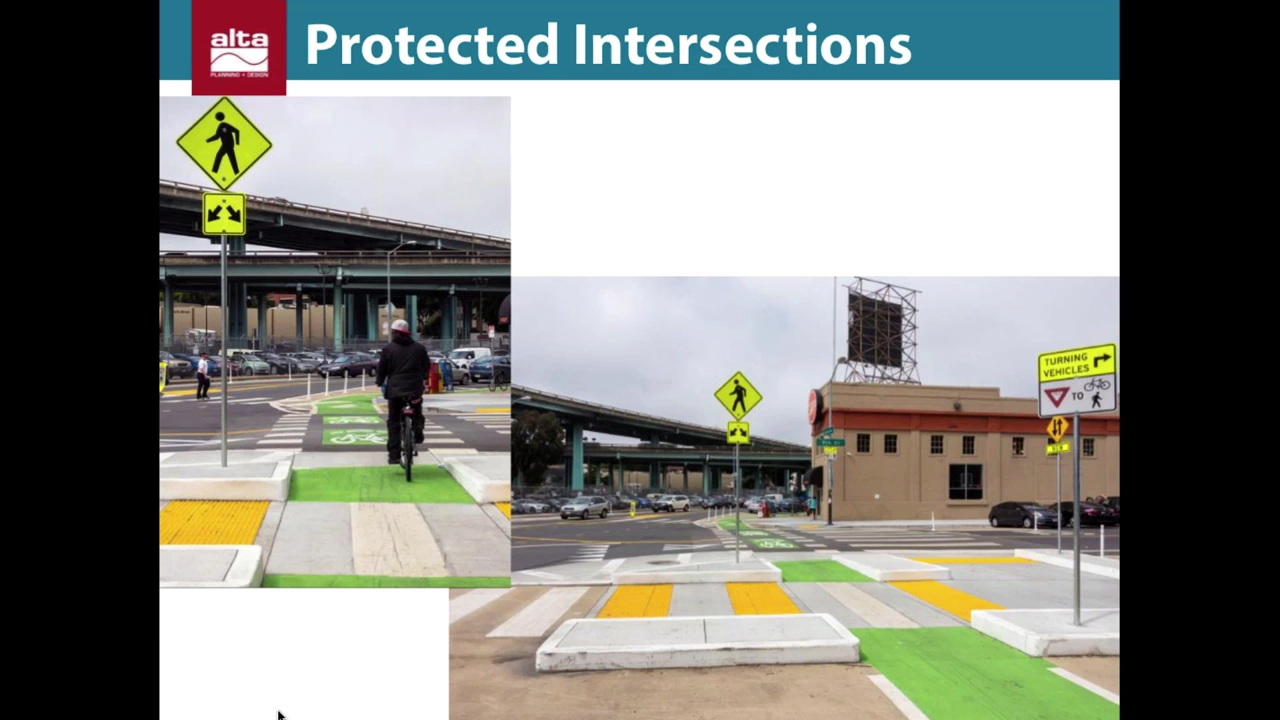 alta
PLANNING + DESIGN
Protected Intersections
TURNING
VEHICLES
TO